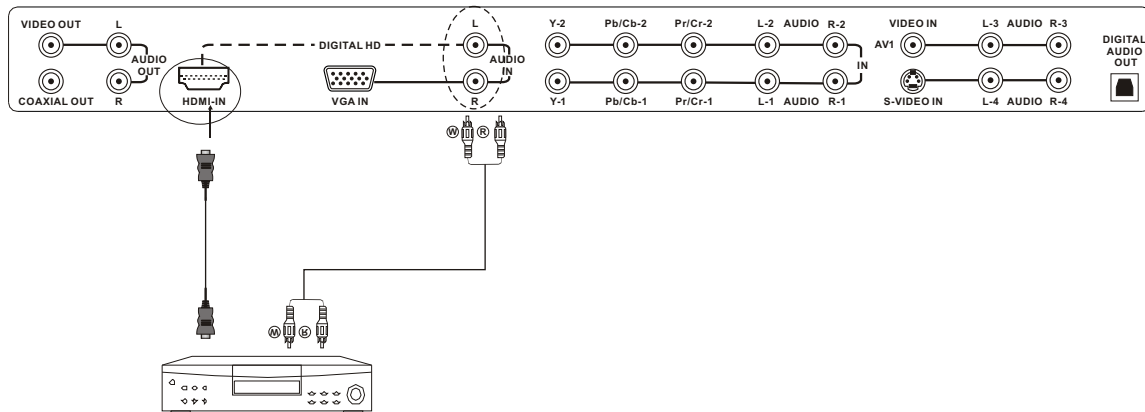 VIDEO OUT L
AUDIO OUT
COAXIAL OUT R
DIGITAL HD
HDMI-IN
VGA IN
L
AUDIO IN
R
Y-2 Pb/Cb-2 Pr/Cr-2 L-2 AUDIO R-2
IN
Y-1 Pb/Cb-1 Pr/Cr-1 L-1 AUDIO R-1
VIDEO IN L-3 AUDIO R-3
AV1
S-VIDEO IN L-4 AUDIO R-4
DIGITAL
AUDIO
OUT
W R
W R